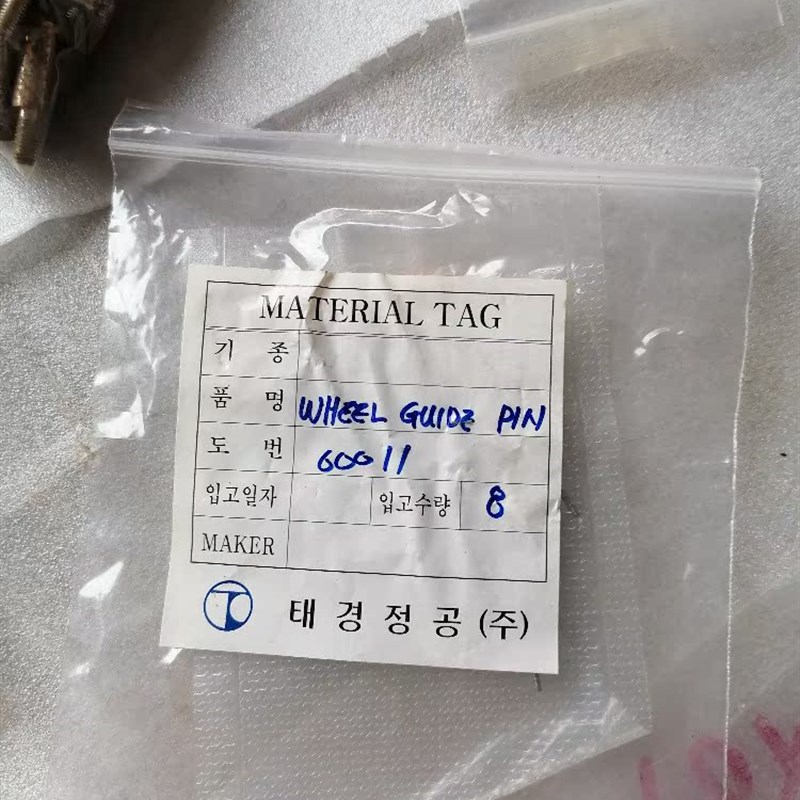 MATERIAL TAG
기 종
품 명 WHEEL GUIDE PIN
도 번 60011
입고일자 입고수량 8
MAKER
태경정공(주)